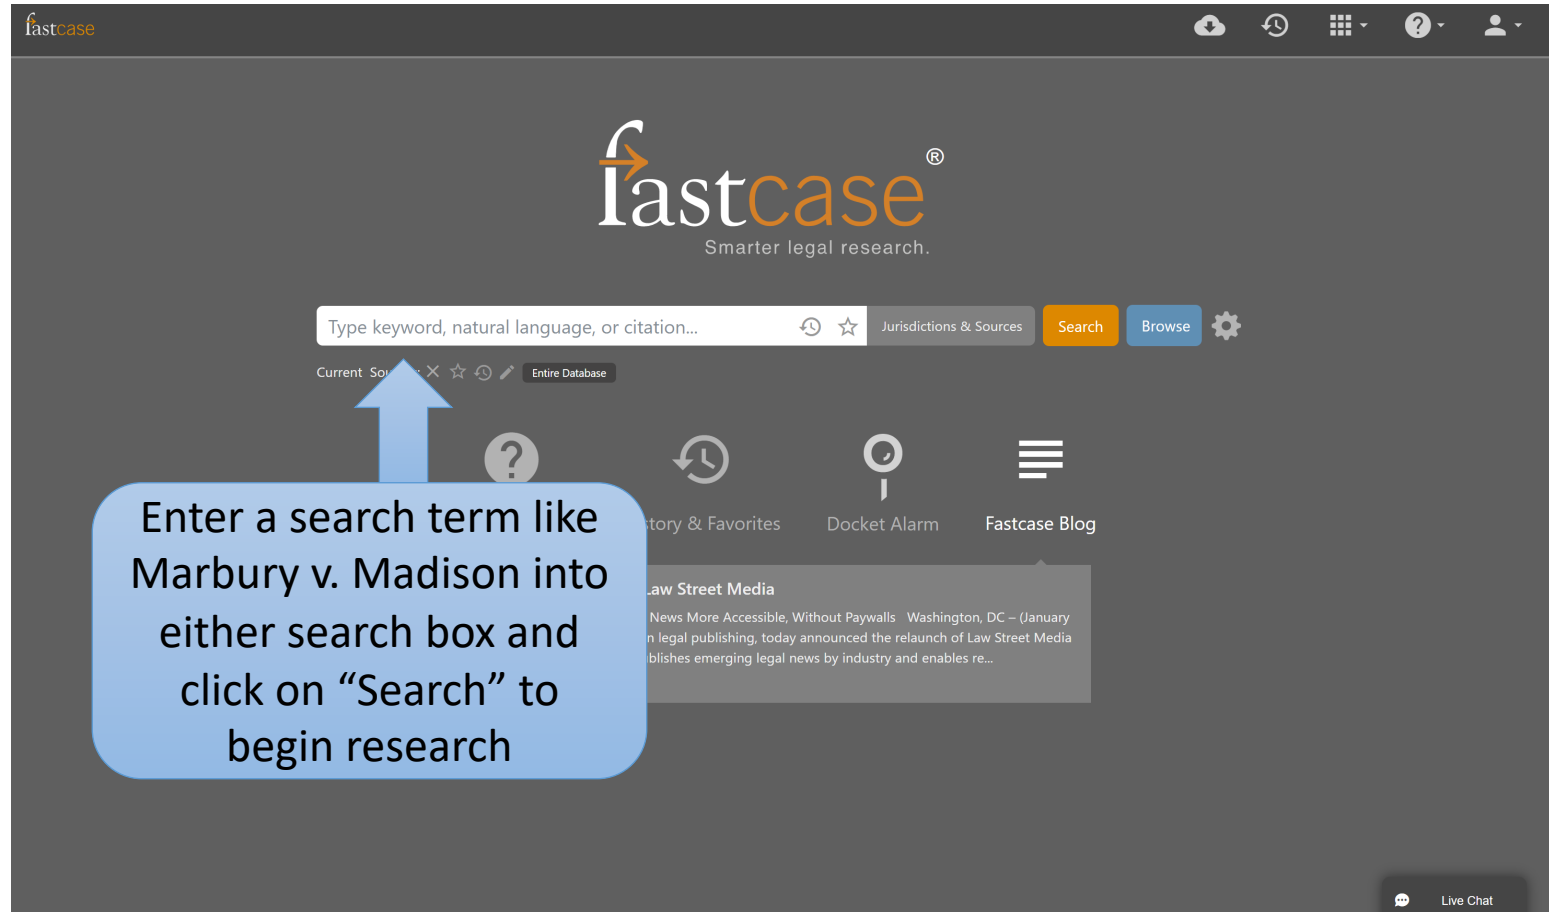 fastcase
fastcase®
Smarter legal research.
Type keyword, natural language, or citation...
Jurisdictions & Sources
Search
Browse
Current
Entire Database
Enter a search term like
Marbury v. Madison into
either search box and
click on “Search” to
begin research
& Favorites
Docket Alarm
Fastcase Blog
Law Street Media
News More Accessible, Without Paywalls Washington, DC – (January
legal publishing, today announced the relaunch of Law Street Media
emerging legal news by industry and enables re...
Live Chat